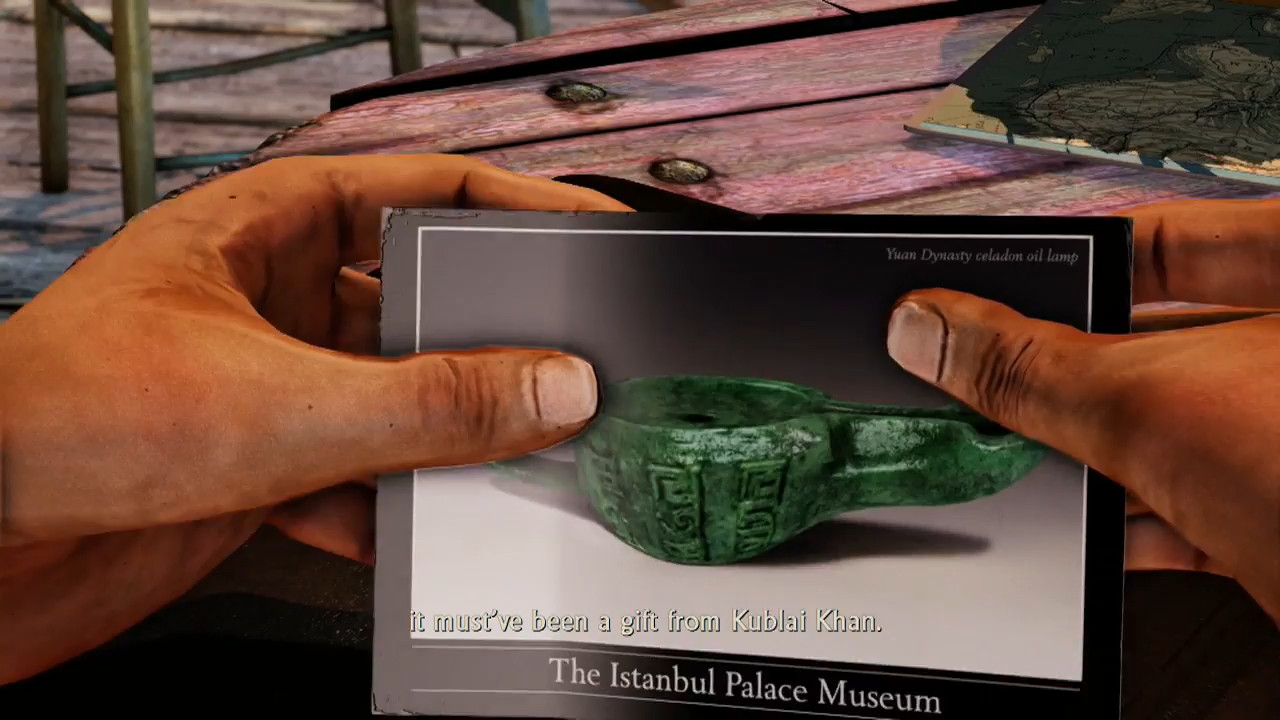 Yuan Dynasty celadon oil lamp
it must've been a gift from Kublai Khan.
The Istanbul Palace Museum